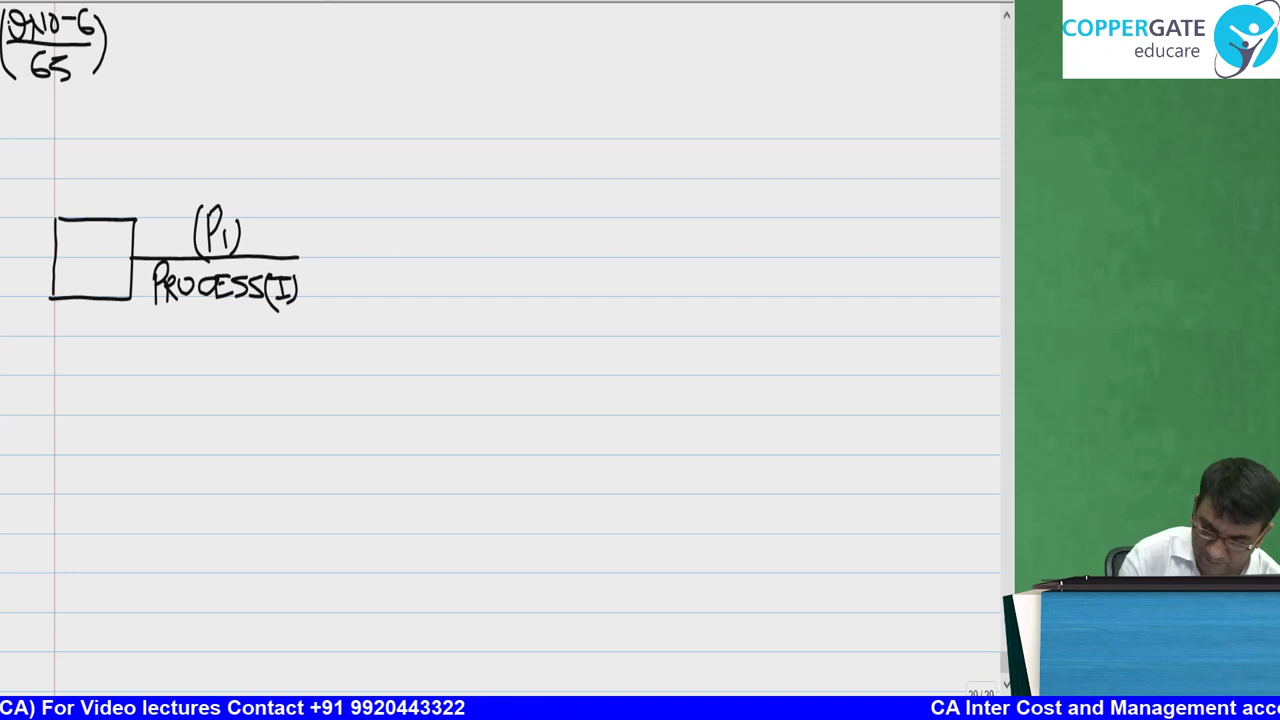 (QNO-6
65)
COPPERGATE
educare
(P1)
PROCESS(I)
CA) For Video lectures Contact +91 9920443322
CA Inter Cost and Management acc